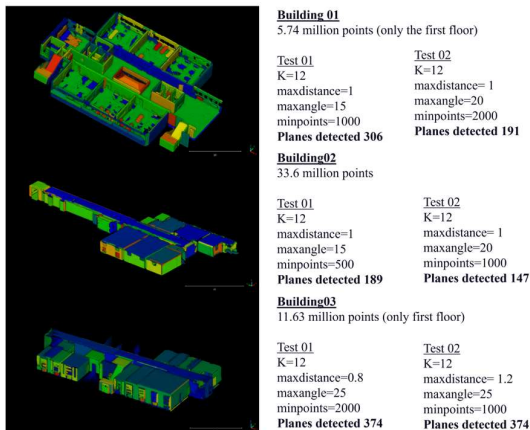 Building 01
5.74 million points (only the first floor)
Test 01
K=12
maxdistance=1
maxangle=15
minpoints=1000
Planes detected 306
Test 02
K=12
maxdistance= 1
maxangle=20
minpoints=2000
Planes detected 191
Building02
33.6 million points
Test 01
K=12
maxdistance=1
maxangle=15
minpoints=500
Planes detected 189
Test 02
K=12
maxdistance= 1
maxangle=20
minpoints=1000
Planes detected 147
Building03
11.63 million points (only first floor)
Test 01
K=12
maxdistance=0.8
maxangle=25
minpoints=2000
Planes detected 374
Test 02
K=12
maxdistance= 1.2
maxangle=25
minpoints=1000
Planes detected 374